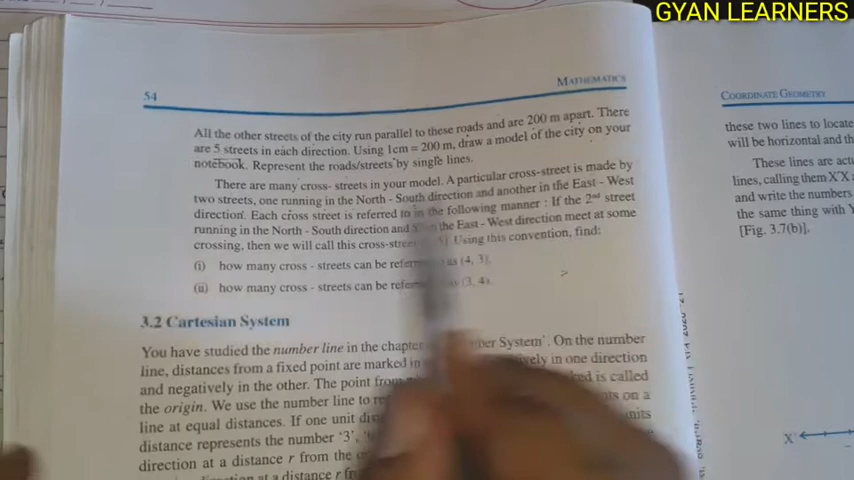 GYAN LEARNERS
54
MATHEMATICS
All the other streets of the city run parallel to these roads and are 200 m apart. There
are 5 streets in each direction. Using 1cm = 200 m, draw a model of the city on your
notebook. Represent the roads/streets by single lines.
There are many cross- streets in your model. A particular cross-street is made by
two streets, one running in the North - South direction and another in the East - West
direction. Each cross street is referred to in the following manner : If the 2nd street
running in the North - South direction and in the East - West direction meet at some
crossing, then we will call this cross-street Using this convention, find:
(i) how many cross - streets can be referred as (4, 3).
(ii) how many cross - streets can be referred as (3, 4).
3.2 Cartesian System
You have studied the number line in the chapter System'. On the number
line, distances from a fixed point are marked in in one direction
and negatively in the other. The point from is called
the origin. We use the number line to on a
line at equal distances. If one unit
distance represents the number '3',
direction at a distance r from the
COORDINATE GEOMETRY
these two lines to locate
will be horizontal and th
These lines are
lines, calling them X'X
and write the numbers
the same thing with Y
[Fig. 3.7(b)].
X'